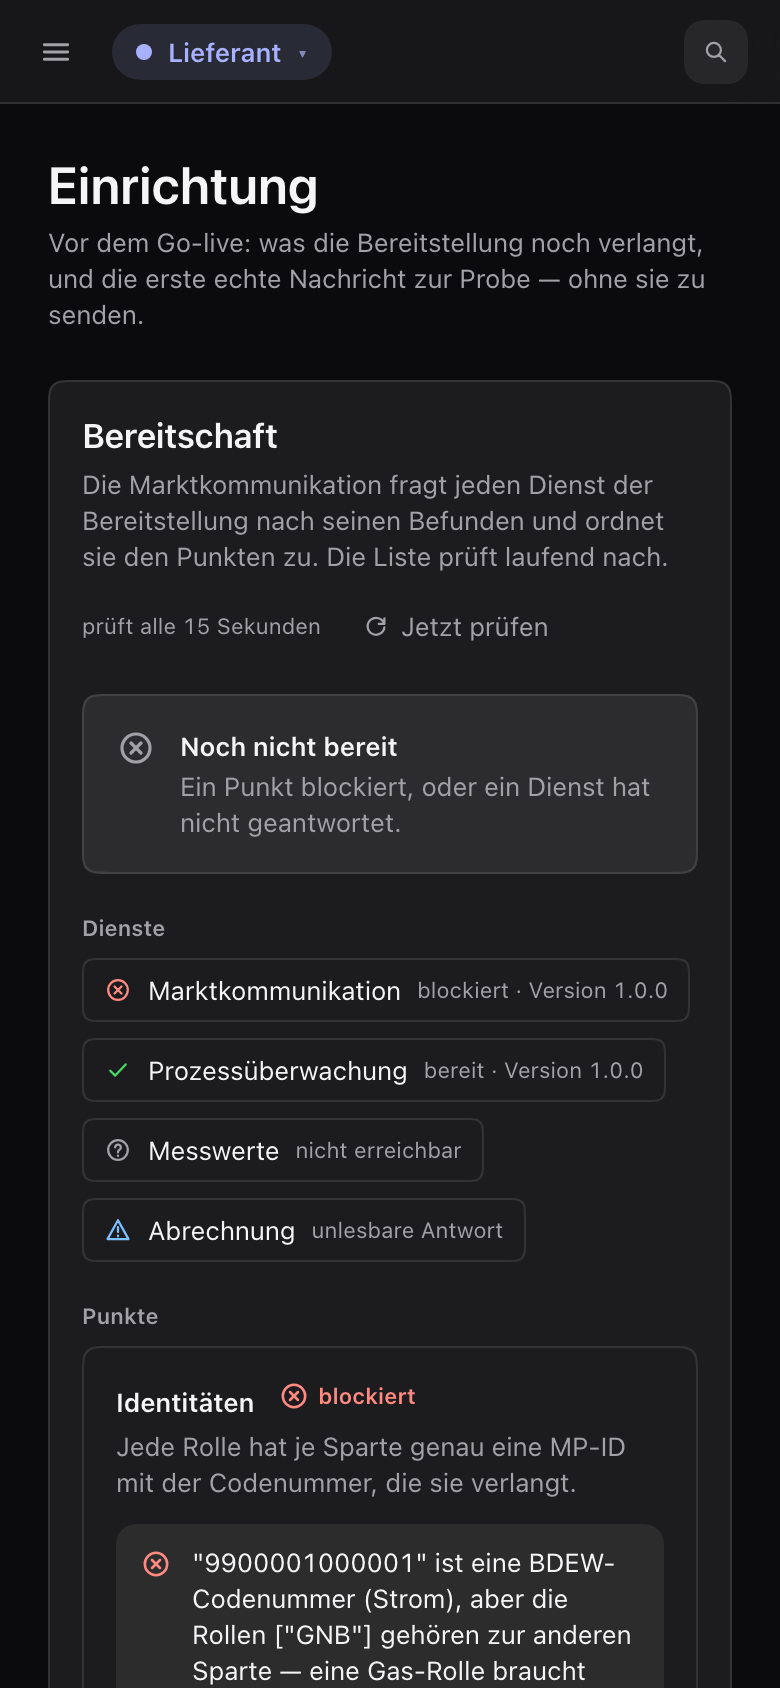 Lieferant
Einrichtung
Vor dem Go-live: was die Bereitstellung noch verlangt,
und die erste echte Nachricht zur Probe — ohne sie zu
senden.
Bereitschaft
Die Marktkommunikation fragt jeden Dienst der
Bereitstellung nach seinen Befunden und ordnet
sie den Punkten zu. Die Liste prüft laufend nach.
prüft alle 15 Sekunden Jetzt prüfen
Noch nicht bereit
Ein Punkt blockiert, oder ein Dienst hat
nicht geantwortet.
Dienste
Marktkommunikation blockiert · Version 1.0.0
Prozessüberwachung bereit · Version 1.0.0
Messwerte nicht erreichbar
Abrechnung unlesbare Antwort
Punkte
Identitäten blockiert
Jede Rolle hat je Sparte genau eine MP-ID
mit der Codenummer, die sie verlangt.
"9900001000001" ist eine BDEW-
Codenummer (Strom), aber die
Rollen ["GNB"] gehören zur anderen
Sparte — eine Gas-Rolle braucht